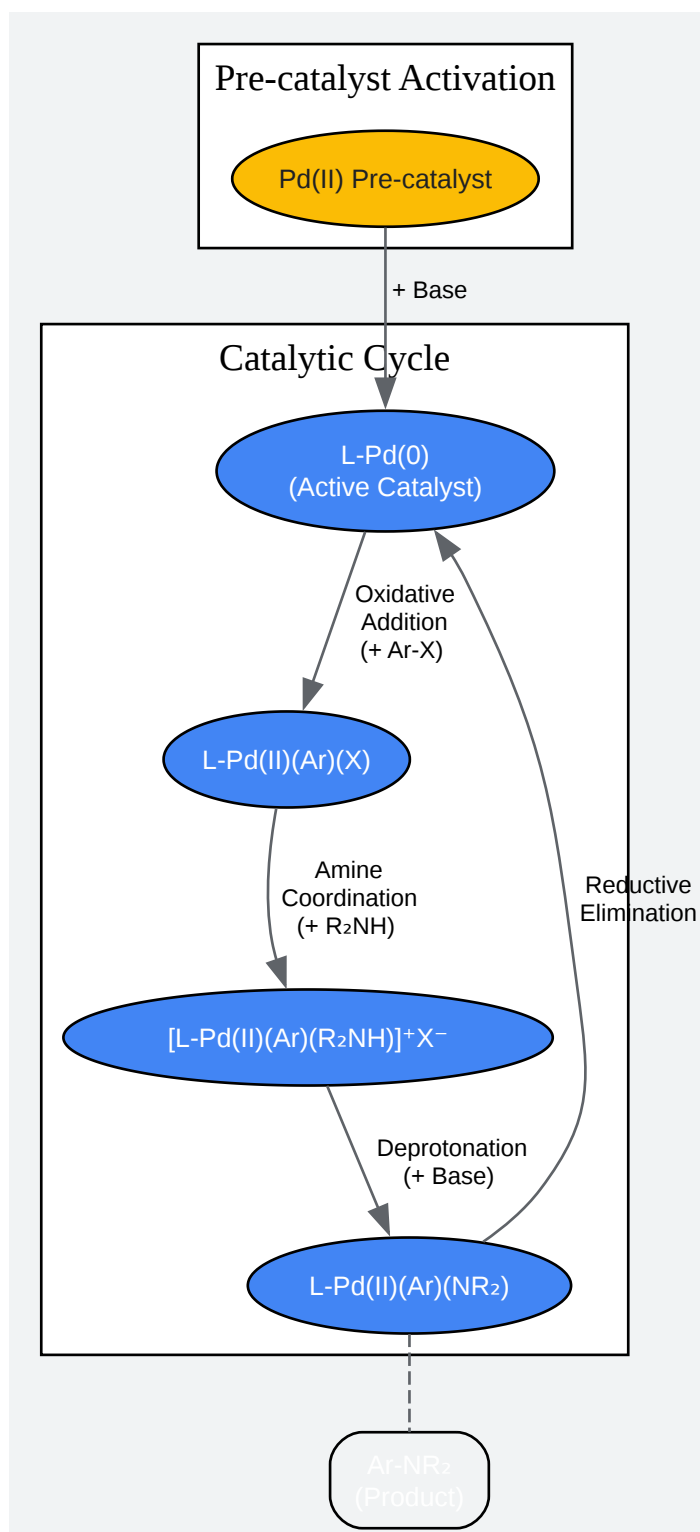 Pre-catalyst Activation
Pd(II) Pre-catalyst
+ Base
Catalytic Cycle
L-Pd(0)
(Active Catalyst)
Oxidative
Addition
(+ Ar-X)
L-Pd(II)(Ar)(X)
Amine
Coordination
(+ R₂NH)
Reductive
Elimination
[L-Pd(II)(Ar)(R₂NH)]⁺X⁻
Deprotonation
(+ Base)
L-Pd(II)(Ar)(NR₂)
Ar-NR₂
(Product)